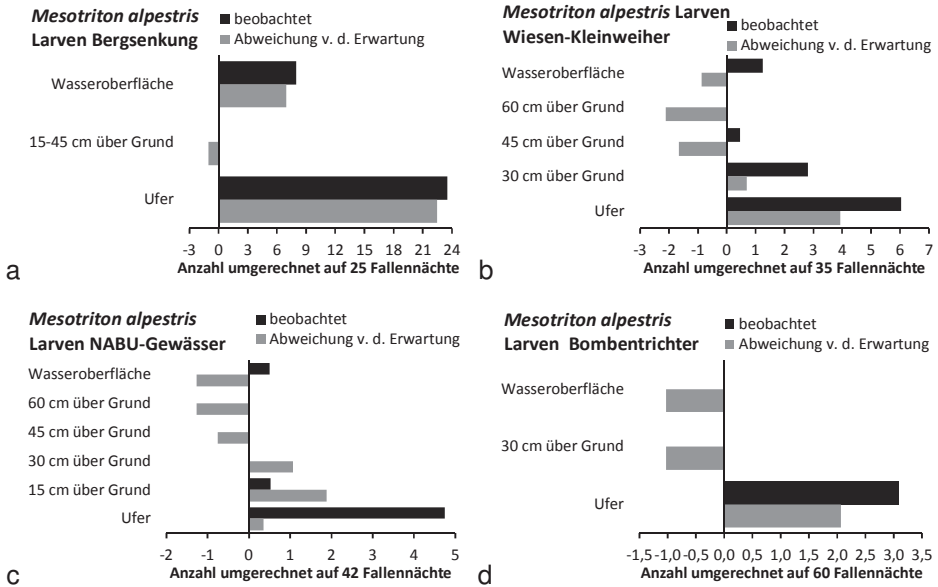 Mesotriton alpestris
Larven Bergsenkung
beobachtet
Abweichung v. d. Erwartung
Wasseroberfläche
15-45 cm über Grund
Ufer
-3 0 3 6 9 12 15 18 21 24
Anzahl umgerechnet auf 25 Fallennächte
a
Mesotriton alpestris Larven
Wiesen-Kleinweiher
beobachtet
Abweichung v. d. Erwartung
Wasseroberfläche
60 cm über Grund
45 cm über Grund
30 cm über Grund
Ufer
-3 -2 -1 0 1 2 3 4 5 6 7
Anzahl umgerechnet auf 35 Fallennächte
b
Mesotriton alpestris
Larven NABU-Gewässer
beobachtet
Abweichung v. d. Erwartung
Wasseroberfläche
60 cm über Grund
45 cm über Grund
30 cm über Grund
15 cm über Grund
Ufer
-2 -1 0 1 2 3 4 5
Anzahl umgerechnet auf 42 Fallennächte
c
Mesotriton alpestris
Larven Bombentrichter
beobachtet
Abweichung v. d. Erwartung
Wasseroberfläche
30 cm über Grund
Ufer
-1,5 -1,0 -0,5 0,0 0,5 1,0 1,5 2,0 2,5 3,0 3,5
Anzahl umgerechnet auf 60 Fallennächte
d